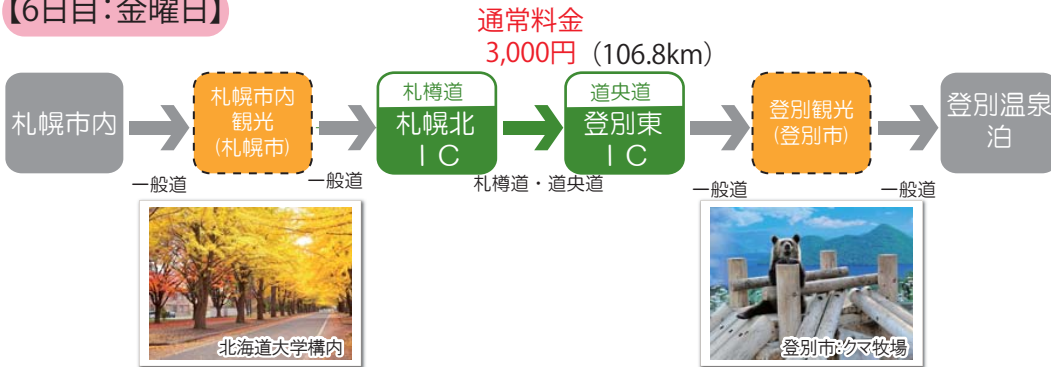 【6日目：金曜日】
通常料金
3,000円（106.8km）
札幌市内
札幌市内
観光
(札幌市)
札樽道
札幌北
ＩＣ
道央道
登別東
ＩＣ
登別観光
(登別市)
登別温泉
泊
一般道
一般道
札樽道・道央道
一般道
一般道
北海道大学構内
登別市：クマ牧場